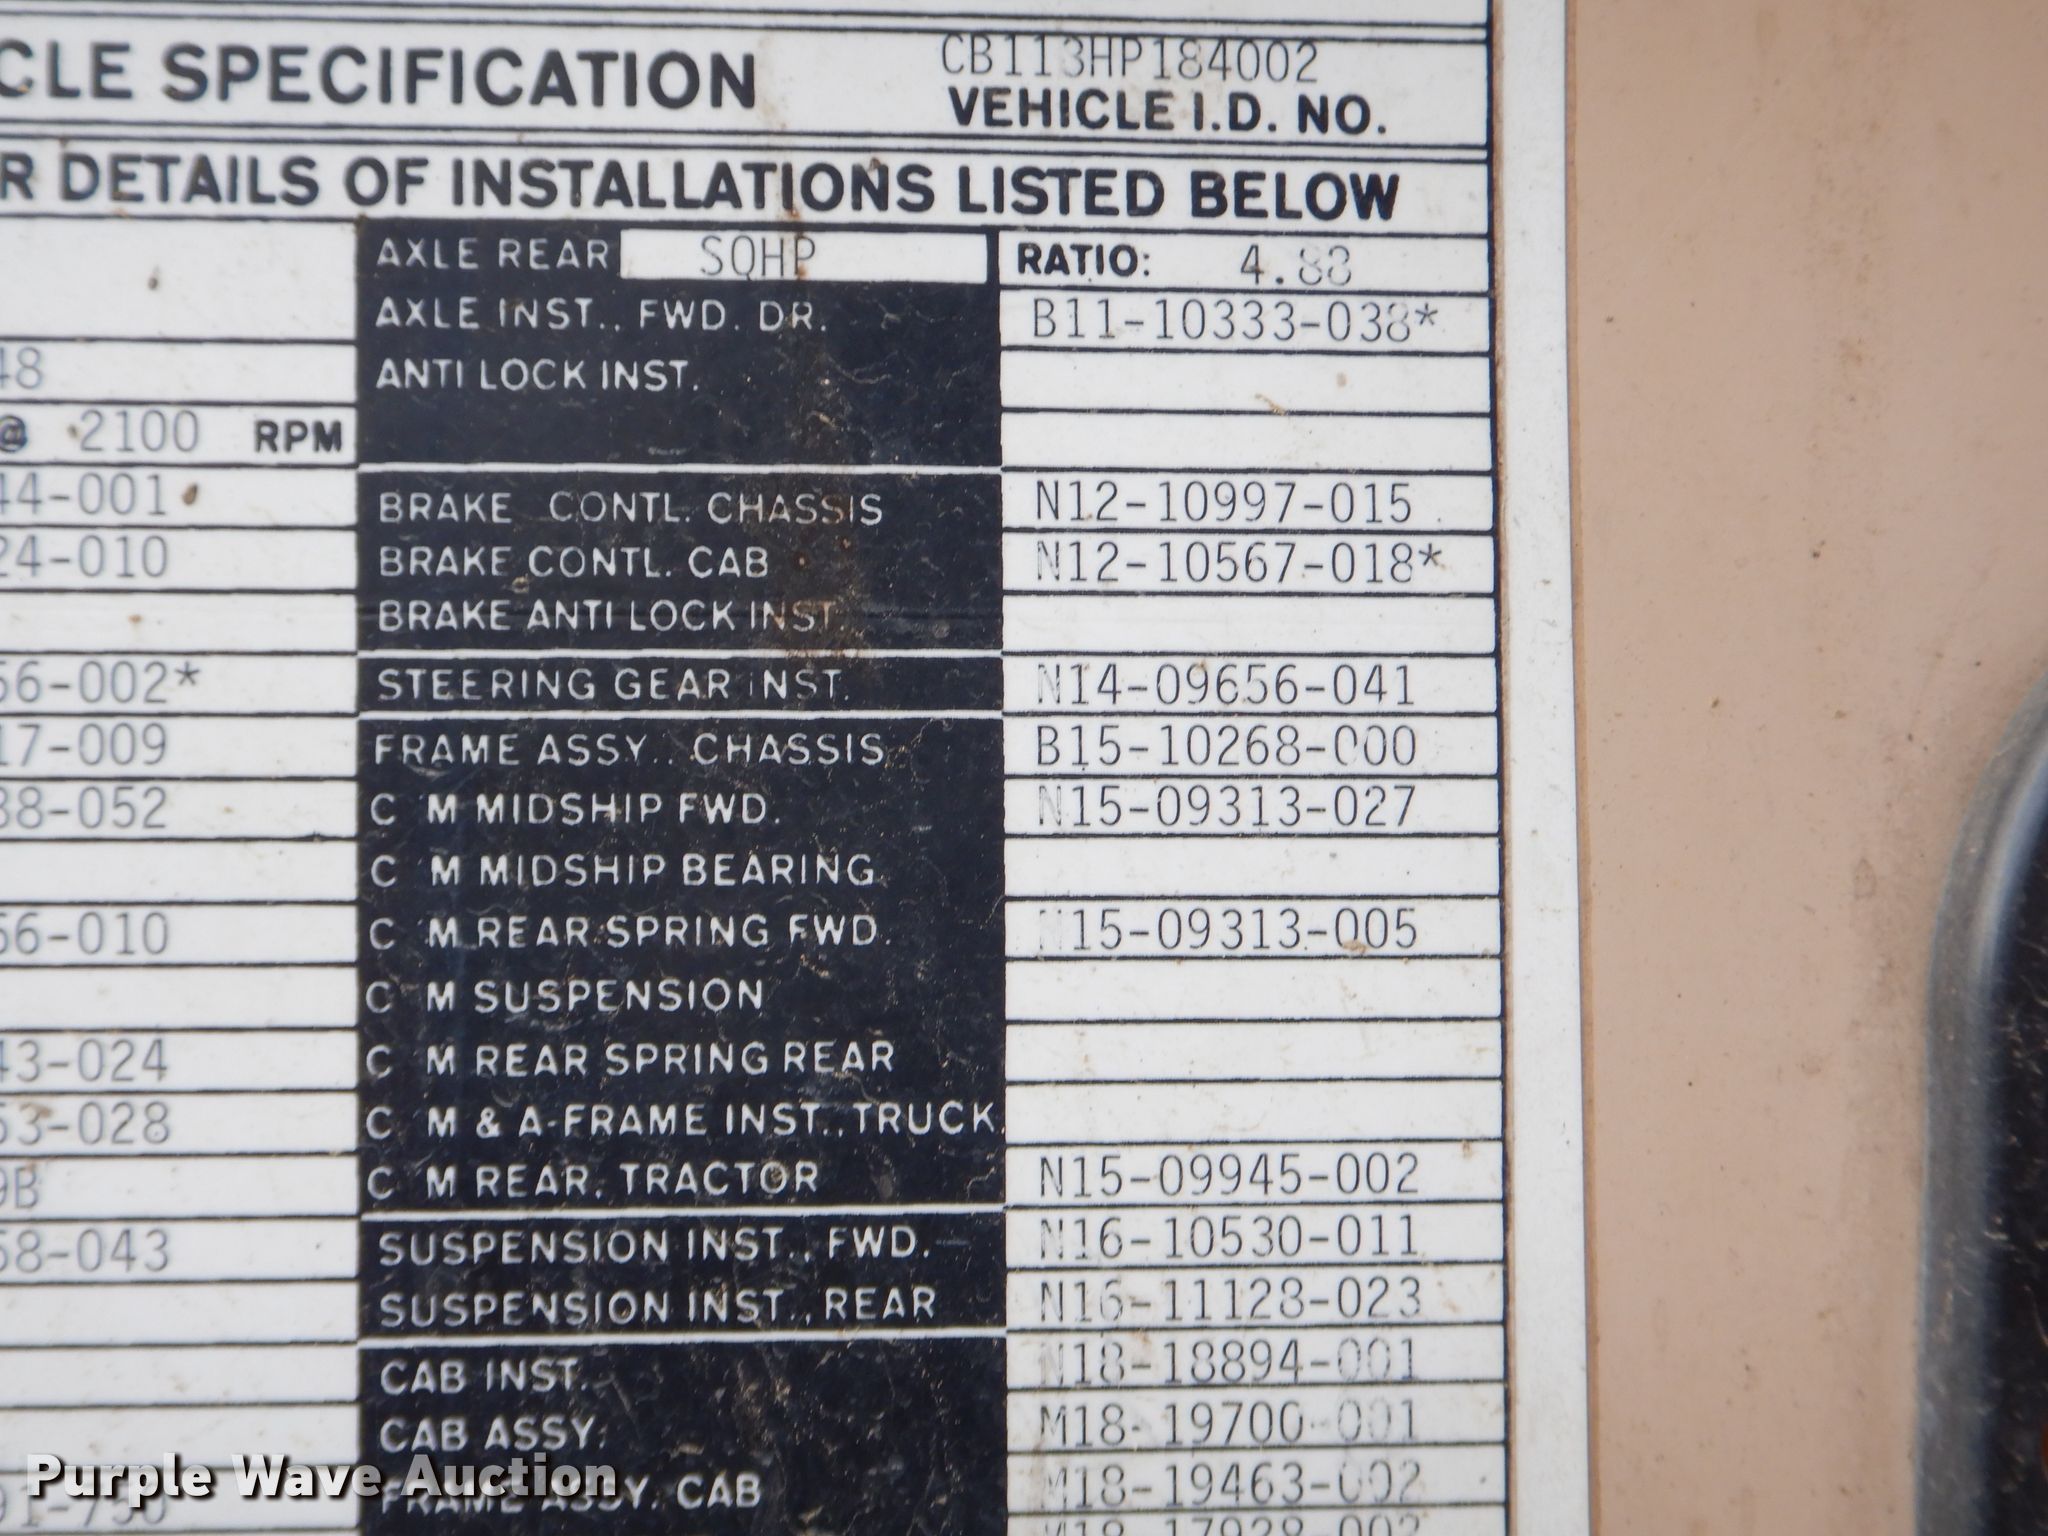 CLE SPECIFICATION
CB113HP184002
VEHICLE I.D. NO.
R DETAILS OF INSTALLATIONS LISTED BELOW
AXLE REAR SQHP RATIO: 4.88
AXLE INST., FWD. DR. B11-10333-038*
48 ANTI LOCK INST.
@ 2100 RPM
44-001 BRAKE CONTL. CHASSIS N12-10997-015
24-010 BRAKE CONTL. CAB N12-10567-018*
BRAKE ANTI LOCK INST.
56-002* STEERING GEAR INST. N14-09656-041
17-009 FRAME ASSY., CHASSIS B15-10268-000
38-052 C M MIDSHIP FWD. N15-09313-027
C M MIDSHIP BEARING
56-010 C M REAR SPRING FWD. N15-09313-005
C M SUSPENSION
43-024 C M REAR SPRING REAR
53-028 C M & A-FRAME INST., TRUCK
9B C M REAR, TRACTOR N15-09945-002
58-043 SUSPENSION INST., FWD. N16-10530-011
SUSPENSION INST., REAR N16-11128-023
CAB INST. N18-18894-001
CAB ASSY. M18-19700-001
91-750 FRAME ASSY. CAB M18-19463-002
Purple Wave Auction